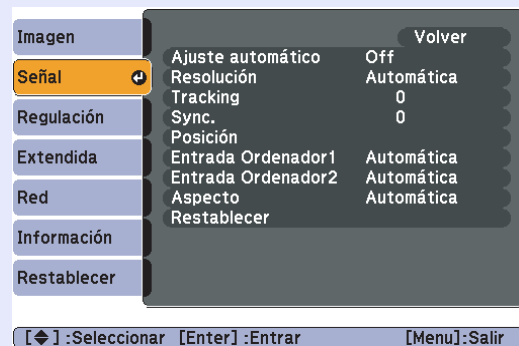 Imagen
Señal
Regulación
Extendida
Red
Información
Restablecer
Volver
Ajuste automático Off
Resolución Automática
Tracking 0
Sync. 0
Posición
Entrada Ordenador1 Automática
Entrada Ordenador2 Automática
Aspecto Automática
Restablecer
[◆] :Seleccionar [Enter] :Entrar [Menu]:Salir